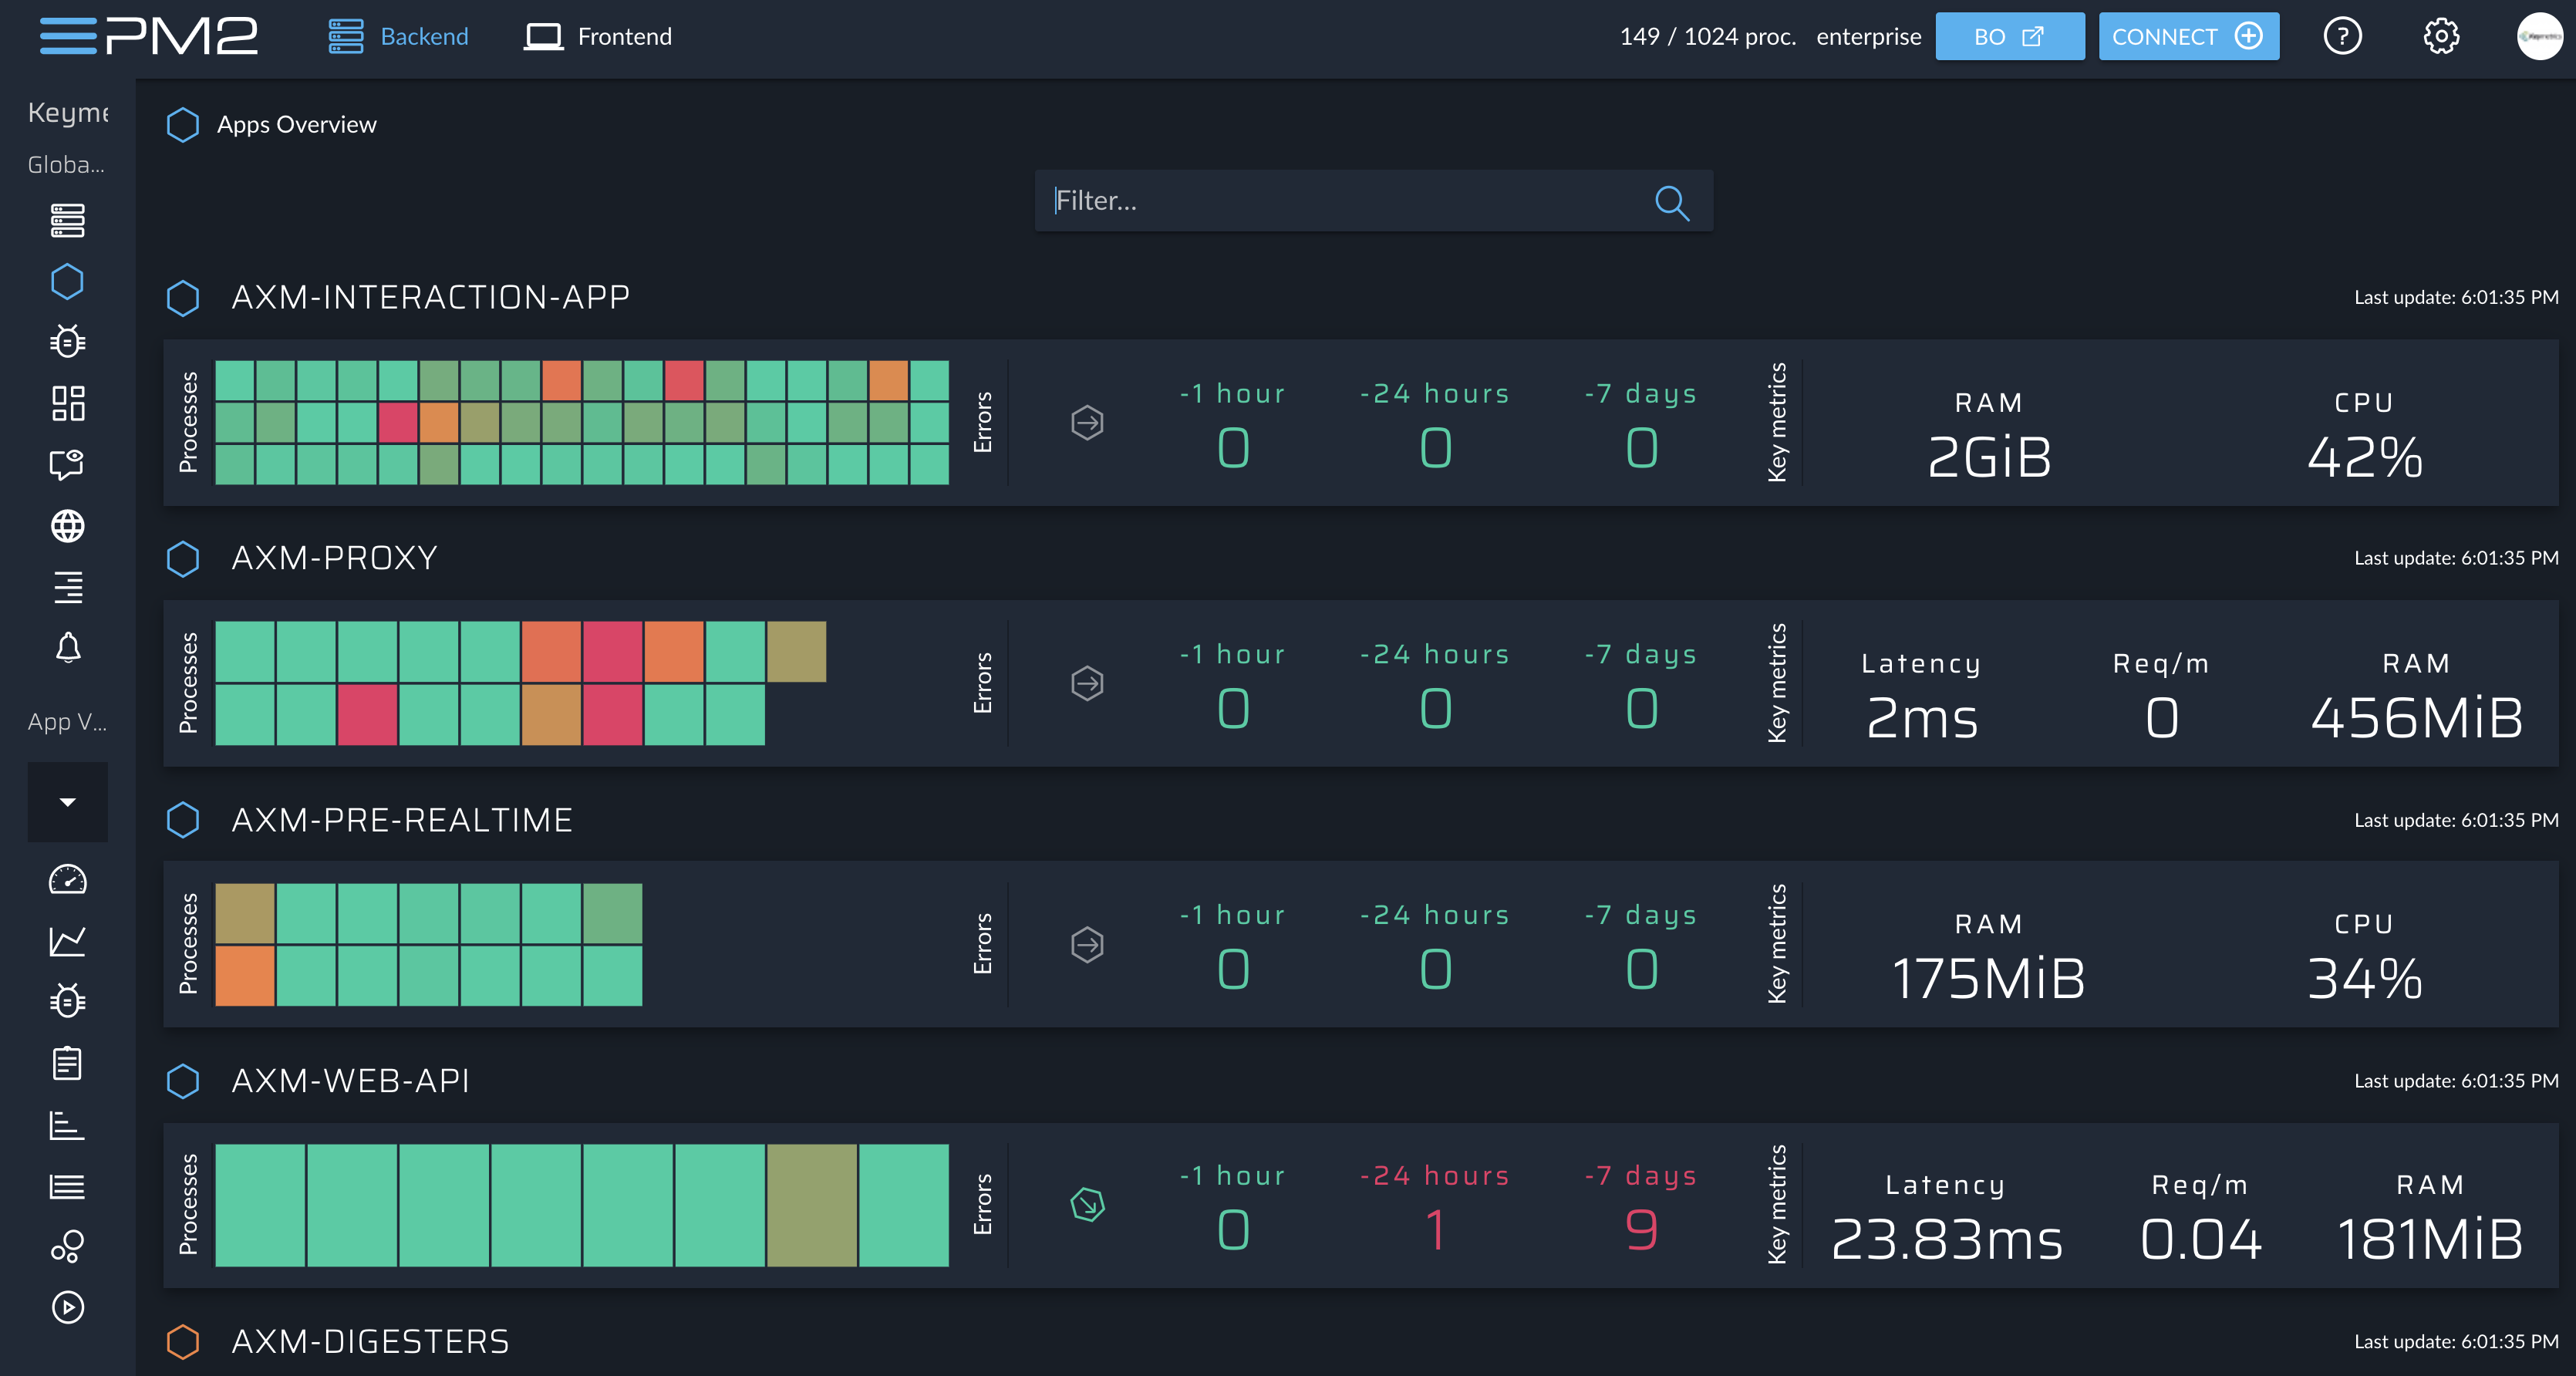 PM2
Backend
Frontend
149 / 1024 proc.
enterprise
BO
CONNECT
Keyme
Globa...
App V...
Apps Overview
Filter...
AXM-INTERACTION-APP
Last update: 6:01:35 PM
Processes
Errors
-1 hour
0
-24 hours
0
-7 days
0
Key metrics
RAM
2GiB
CPU
42%
AXM-PROXY
Last update: 6:01:35 PM
Processes
Errors
-1 hour
0
-24 hours
0
-7 days
0
Key metrics
Latency
2ms
Req/m
0
RAM
456MiB
AXM-PRE-REALTIME
Last update: 6:01:35 PM
Processes
Errors
-1 hour
0
-24 hours
0
-7 days
0
Key metrics
RAM
175MiB
CPU
34%
AXM-WEB-API
Last update: 6:01:35 PM
Processes
Errors
-1 hour
0
-24 hours
1
-7 days
9
Key metrics
Latency
23.83ms
Req/m
0.04
RAM
181MiB
AXM-DIGESTERS
Last update: 6:01:35 PM